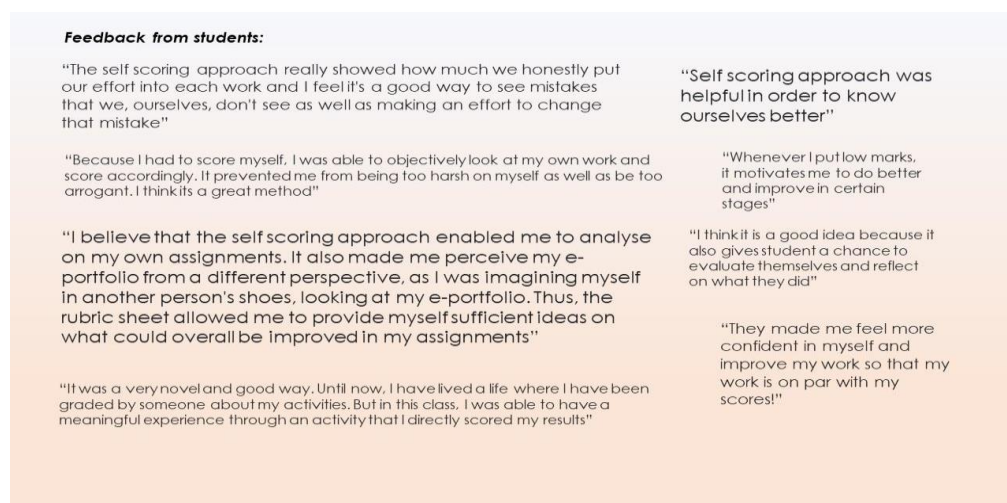 Feedback from students:
“The self scoring approach really showed how much we honestly put
our effort into each work and I feel it's a good way to see mistakes
that we, ourselves, don't see as well as making an effort to change
that mistake”
“Because I had to score myself, I was able to objectively look at my own work and
score accordingly. It prevented me from being too harsh on myself as well as be too
arrogant. I think its a great method”
“I believe that the self scoring approach enabled me to analyse
on my own assignments. It also made me perceive my e-
portfolio from a different perspective, as I was imagining myself
in another person's shoes, looking at my e-portfolio. Thus, the
rubric sheet allowed me to provide myself sufficient ideas on
what could overall be improved in my assignments”
“It was a very novel and good way. Until now, I have lived a life where I have been
graded by someone about my activities. But in this class, I was able to have a
meaningful experience through an activity that I directly scored my results”
“Self scoring approach was
helpful in order to know
ourselves better”
“Whenever I put low marks,
it motivates me to do better
and improve in certain
stages”
“I think it is a good idea because it
also gives student a chance to
evaluate themselves and reflect
on what they did”
“They made me feel more
confident in myself and
improve my work so that my
work is on par with my
scores!”